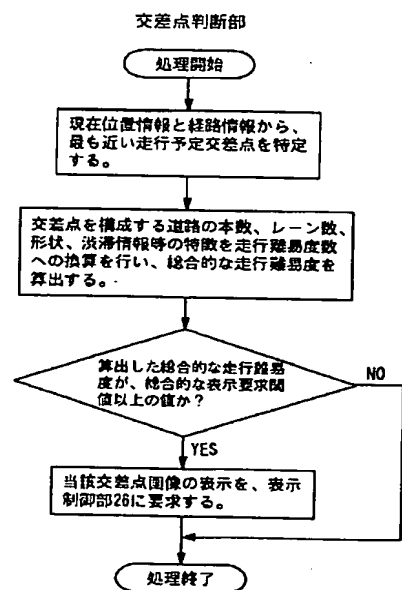 交差点判断部
処理開始
現在位置情報と経路情報から、
最も近い走行予定交差点を特定
する。
交差点を構成する道路の本数、レーン数、
形状、渋滞情報等の特徴を走行難易度数
への換算を行い、総合的な走行難易度を
算出する。
算出した総合的な走行難易
度が、総合的な表示要求閾
値以上の値か？
NO
YES
当該交差点画像の表示を、表示
制御部26に要求する。
処理終了